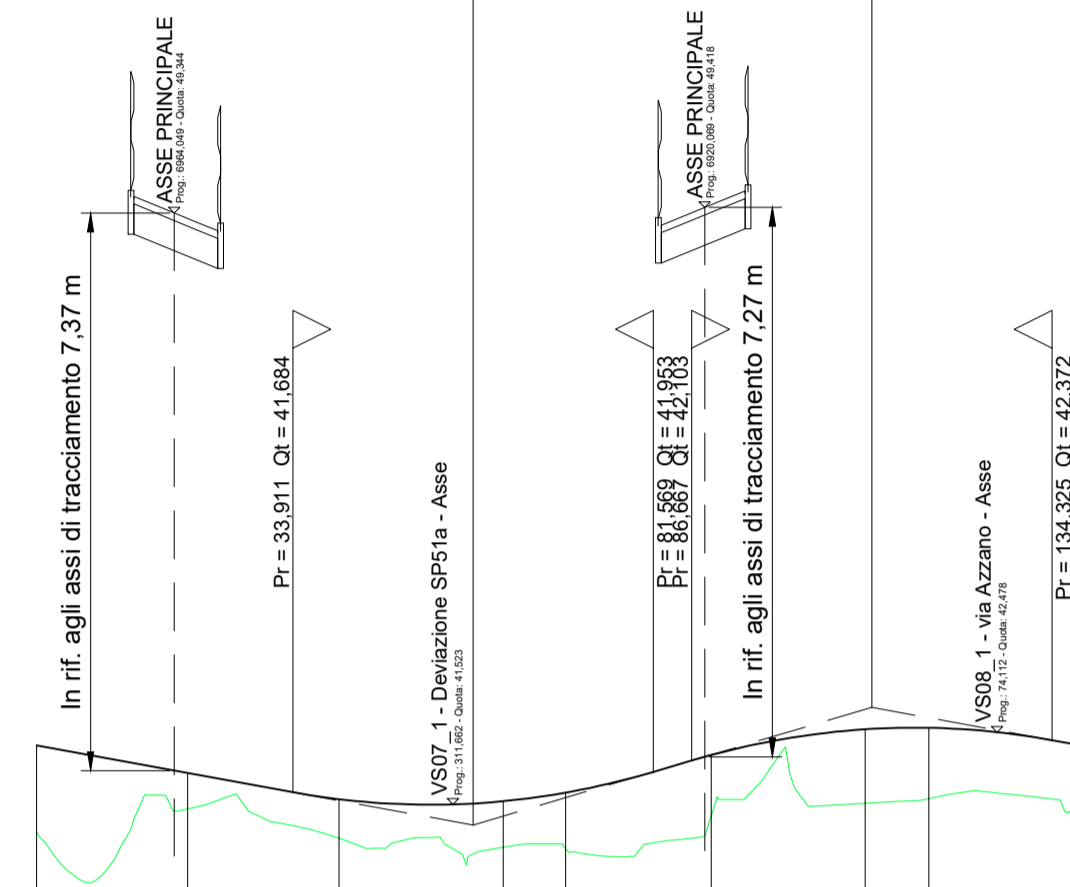 In rif. agli assi di tracciamento 7,37 m
ASSE PRINCIPALE
Prog.: 6964,049 - Quota: 49,344
Pr = 33,911 Qt = 41,684
VS07_1 - Deviazione SP51a - Asse
Prog.: 311,662 - Quota: 41,523
Pr = 81,569 Qt = 41,953
Pr = 86,667 Qt = 42,103
ASSE PRINCIPALE
Prog.: 6920,069 - Quota: 49,418
In rif. agli assi di tracciamento 7,27 m
VS08_1 - via Azzano - Asse
Prog.: 74,112 - Quota: 42,478
Pr = 134,325 Qt = 42,372